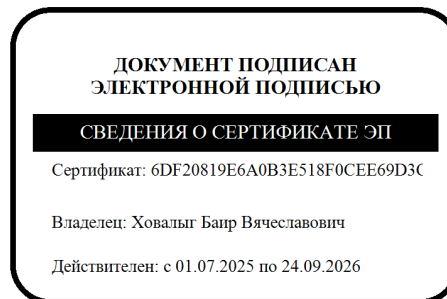 ДОКУМЕНТ ПОДПИСАН
ЭЛЕКТРОННОЙ ПОДПИСЬЮ
СВЕДЕНИЯ О СЕРТИФИКАТЕ ЭП
Сертификат: 6DF20819E6A0B3E518F0CEE69D3C
Владелец: Ховалыг Баир Вячеславович
Действителен: с 01.07.2025 по 24.09.2026